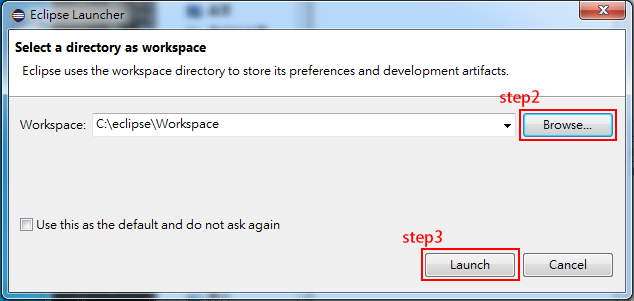 Eclipse Launcher
Select a directory as workspace
Eclipse uses the workspace directory to store its preferences and development artifacts.
step2
Workspace: C:\eclipse\Workspace Browse...
Use this as the default and do not ask again
step3
Launch Cancel